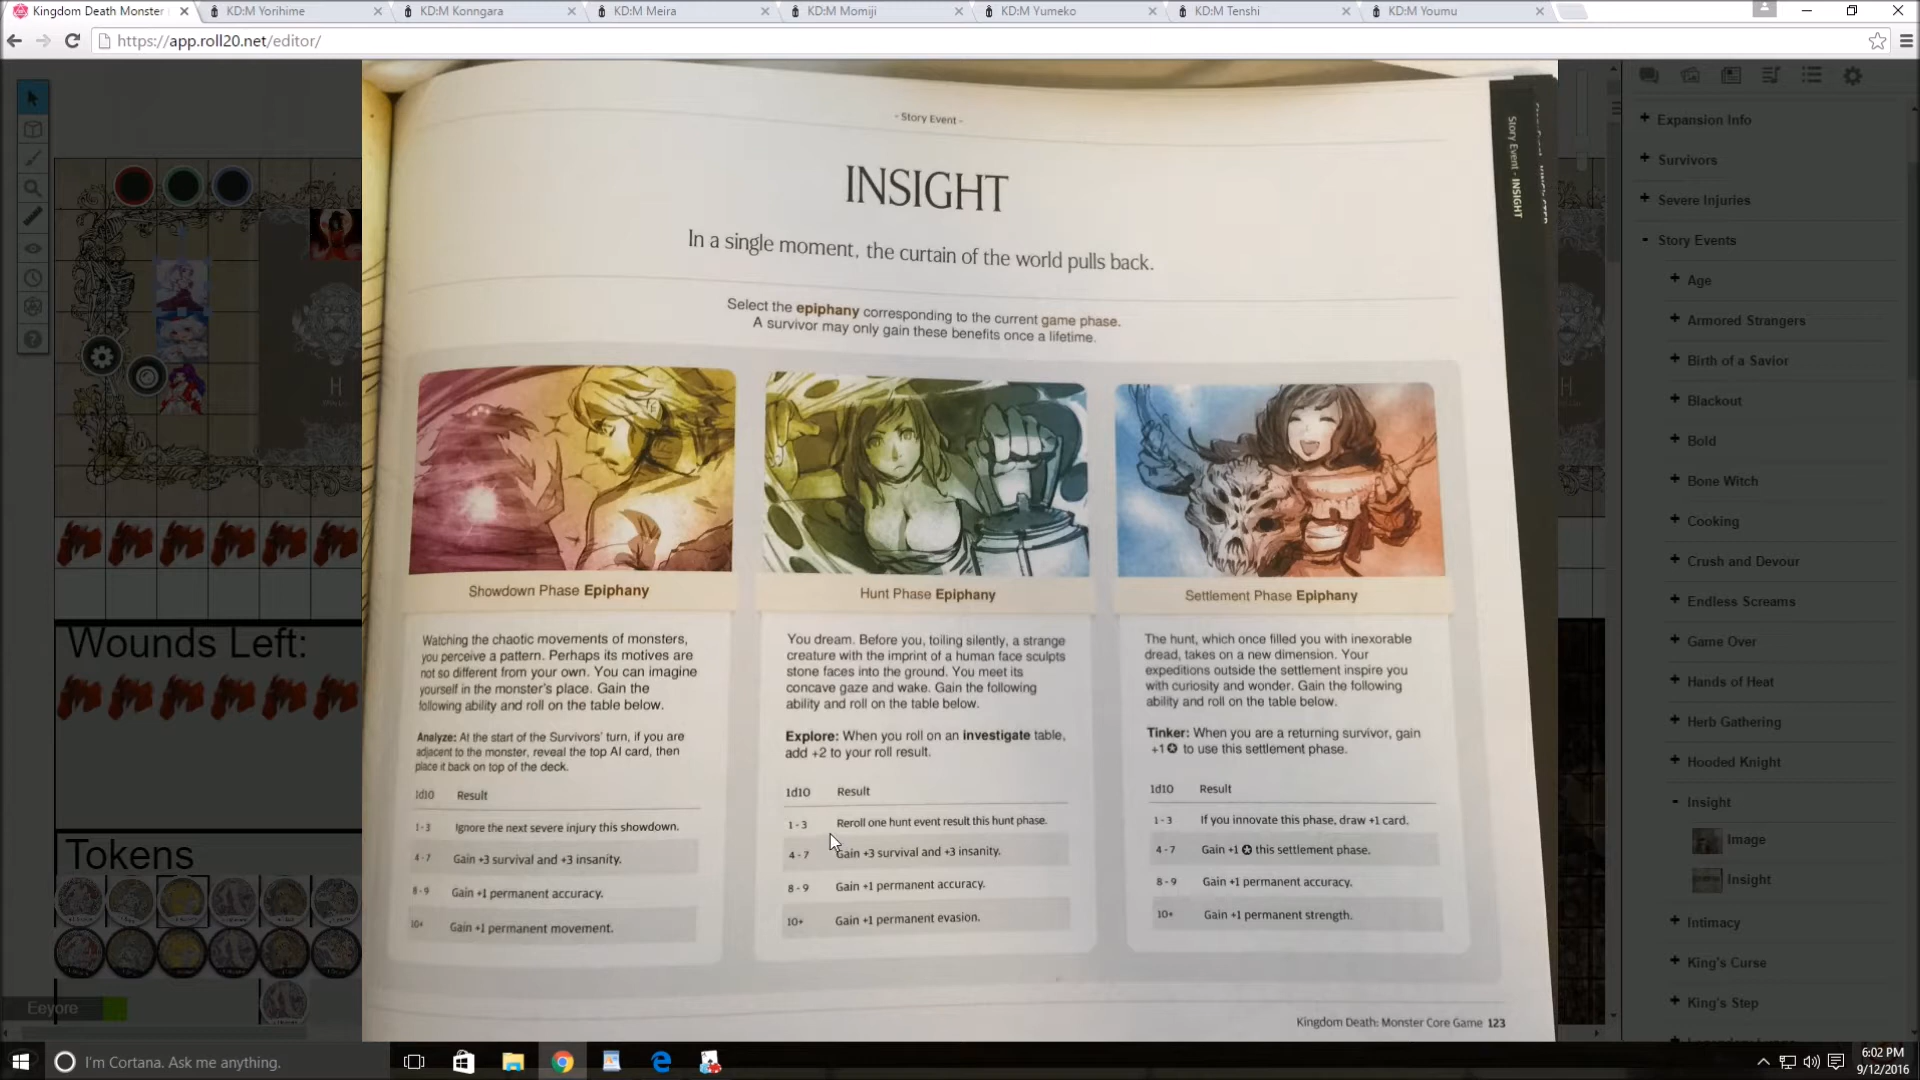 Kingdom Death Monster
KD:M Yorihime
KD:M Konngara
KD:M Meira
KD:M Momiji
KD:M Yumeko
KD:M Tenshi
KD:M Youmu
https://app.roll20.net/editor/
- Story Event -
INSIGHT
In a single moment, the curtain of the world pulls back.
Select the epiphany corresponding to the current game phase.
A survivor may only gain these benefits once a lifetime.
Story Event - INSIGHT
Showdown Phase Epiphany
Watching the chaotic movements of monsters,
you perceive a pattern. Perhaps its motives are
not so different from your own. You can imagine
yourself in the monster's place. Gain the
following ability and roll on the table below.
Analyze: At the start of the Survivors' turn, if you are
adjacent to the monster, reveal the top AI card, then
place it back on top of the deck.
1d10 Result
1-3 Ignore the next severe injury this showdown.
4-7 Gain +3 survival and +3 insanity.
8-9 Gain +1 permanent accuracy.
10+ Gain +1 permanent movement.
Hunt Phase Epiphany
You dream. Before you, toiling silently, a strange
creature with the imprint of a human face sculpts
stone faces into the ground. You meet its
concave gaze and wake. Gain the following
ability and roll on the table below.
Explore: When you roll on an investigate table,
add +2 to your roll result.
1d10 Result
1-3 Reroll one hunt event result this hunt phase.
4-7 Gain +3 survival and +3 insanity.
8-9 Gain +1 permanent accuracy.
10+ Gain +1 permanent evasion.
Settlement Phase Epiphany
The hunt, which once filled you with inexorable
dread, takes on a new dimension. Your
expeditions outside the settlement inspire you
with curiosity and wonder. Gain the following
ability and roll on the table below.
Tinker: When you are a returning survivor, gain
+1✪ to use this settlement phase.
1d10 Result
1-3 If you innovate this phase, draw +1 card.
4-7 Gain +1 ✪ this settlement phase.
8-9 Gain +1 permanent accuracy.
10+ Gain +1 permanent strength.
Kingdom Death: Monster Core Game 123
Wounds Left:
Tokens
Eeyore
Expansion Info
Survivors
Severe Injuries
Story Events
Age
Armored Strangers
Birth of a Savior
Blackout
Bold
Bone Witch
Cooking
Crush and Devour
Endless Screams
Game Over
Hands of Heat
Herb Gathering
Hooded Knight
Insight
Image
Insight
Intimacy
King's Curse
King's Step
I'm Cortana. Ask me anything.
6:02 PM
9/12/2016